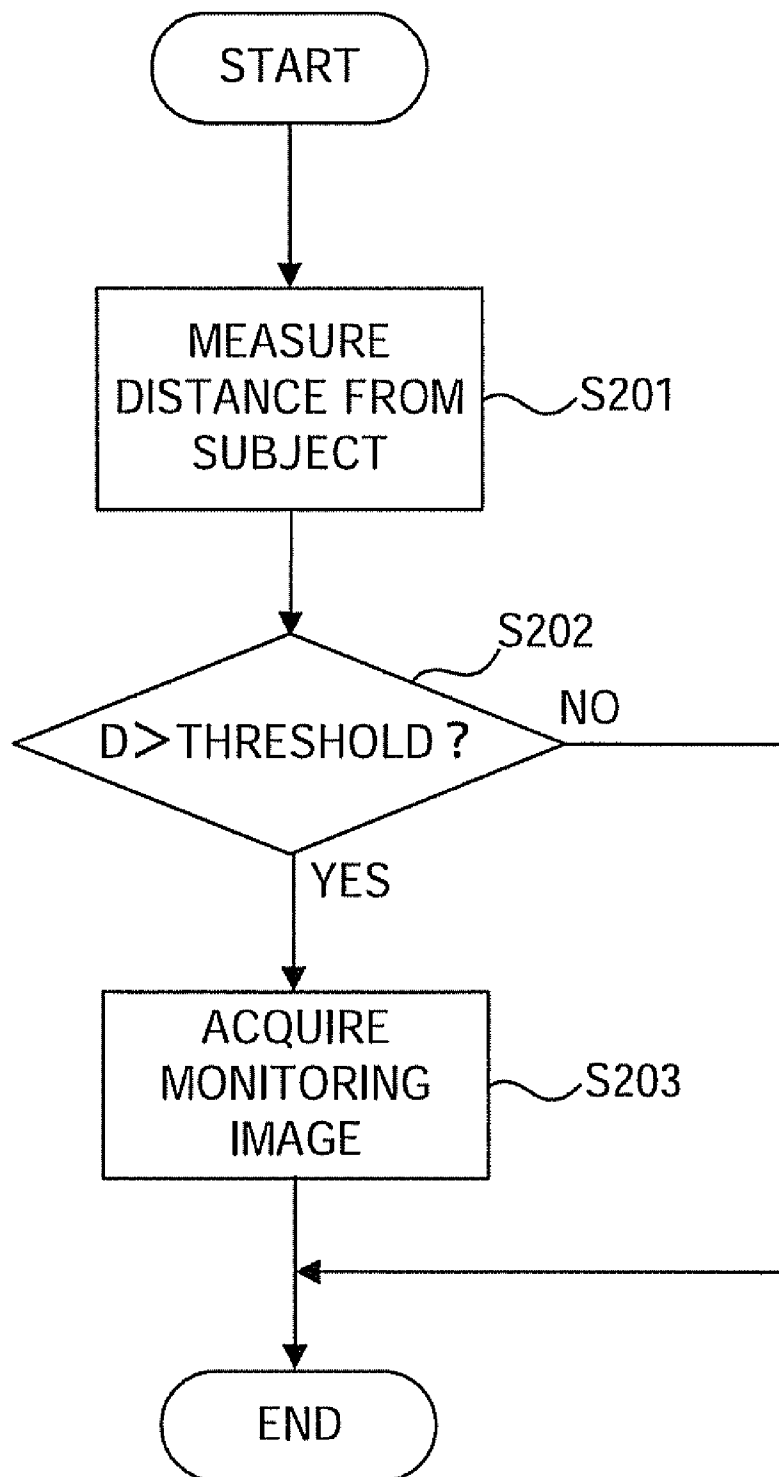 START
MEASURE
DISTANCE FROM
SUBJECT
S201
S202
D>THRESHOLD?
NO
YES
ACQUIRE
MONITORING
IMAGE
S203
END